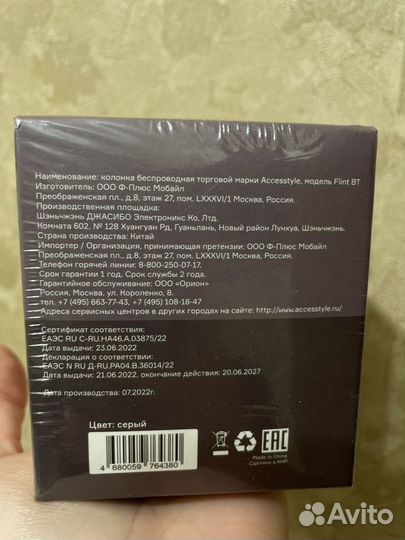 Наименование: колонка беспроводная торговой марки Accesstyle, модель Flint BT
Изготовитель: ООО Ф-Плюс Мобайл
Преображенская пл., д.8, этаж 27, пом. LXXXVI/1 Москва, Россия.
Производственная площадка:
Шэньчжэнь ДЖАСИБО Электроникс Ко, Лтд.
Комната 602, № 128 Хуангуан Рд, Гуаньлань, Новый район Лунхуа, Шэньчжэнь.
Страна производства: Китай
Импортер / Организация, принимающая претензии: ООО Ф-Плюс Мобайл
Преображенская пл., д.8, этаж 27, пом. LXXXVI/1 Москва, Россия.
Телефон горячей линии: 8-800-250-07-17.
Срок гарантии 1 год. Срок службы 2 года.
Гарантийное обслуживание: ООО «Орион»
Россия, Москва, ул. Короленко, 8.
тел. +7 (495) 663-77-43, +7 (495) 108-18-47
Адреса сервисных центров в других городах — на сайте: http://www.accesstyle.ru/
Сертификат соответствия:
ЕАЭС RU C-RU.HA46.A.03875/22
Дата выдачи: 23.06.2022
Декларация о соответствии:
ЕАЭС N RU Д-RU.РА04.В.36014/22
Дата выдачи: 21.06.2022, окончание действия: 20.06.2027
Дата производства: 07.2022г.
Цвет: серый
4 680059 764380
EAC
Made in China
Сделано в КНР
Avito